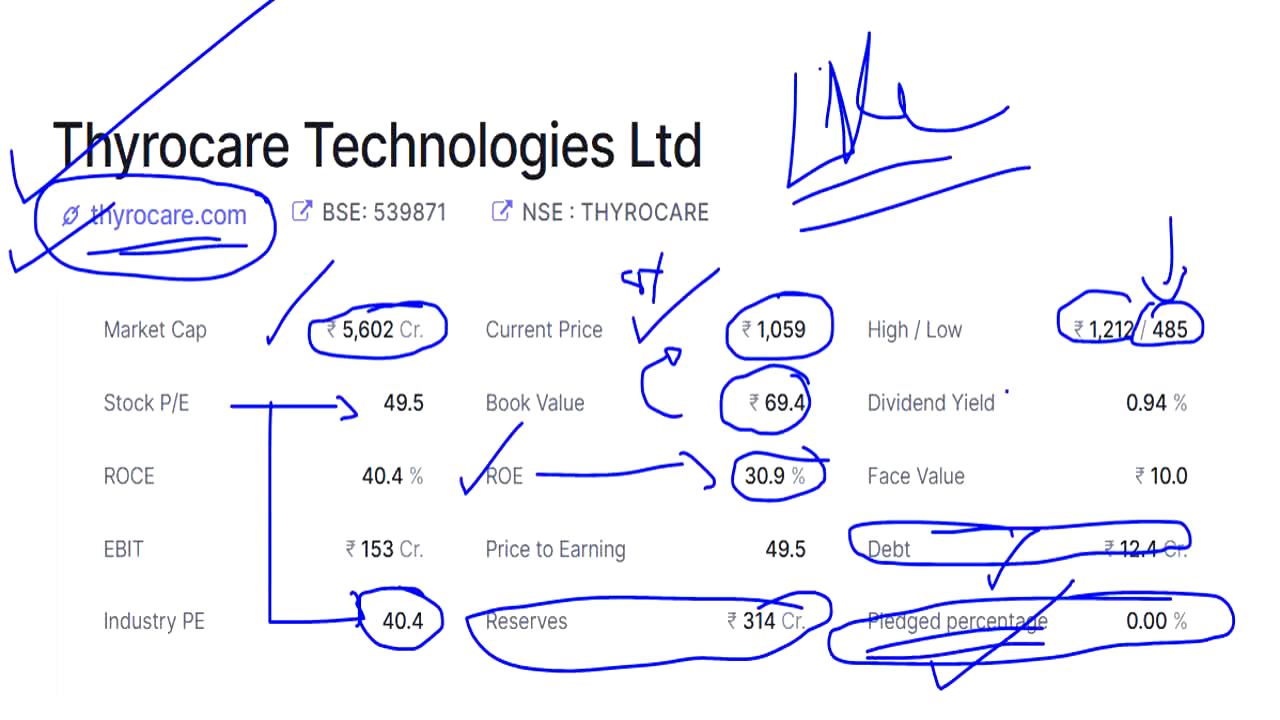 Thyrocare Technologies Ltd
thyrocare.com BSE: 539871 NSE : THYROCARE
Market Cap ₹ 5,602 Cr. Current Price ₹ 1,059 High / Low ₹ 1,212 / 485
Stock P/E 49.5 Book Value ₹ 69.4 Dividend Yield 0.94 %
ROCE 40.4 % ROE 30.9 % Face Value ₹ 10.0
EBIT ₹ 153 Cr. Price to Earning 49.5 Debt ₹ 12.4 Cr.
Industry PE 40.4 Reserves ₹ 314 Cr. Pledged percentage 0.00 %